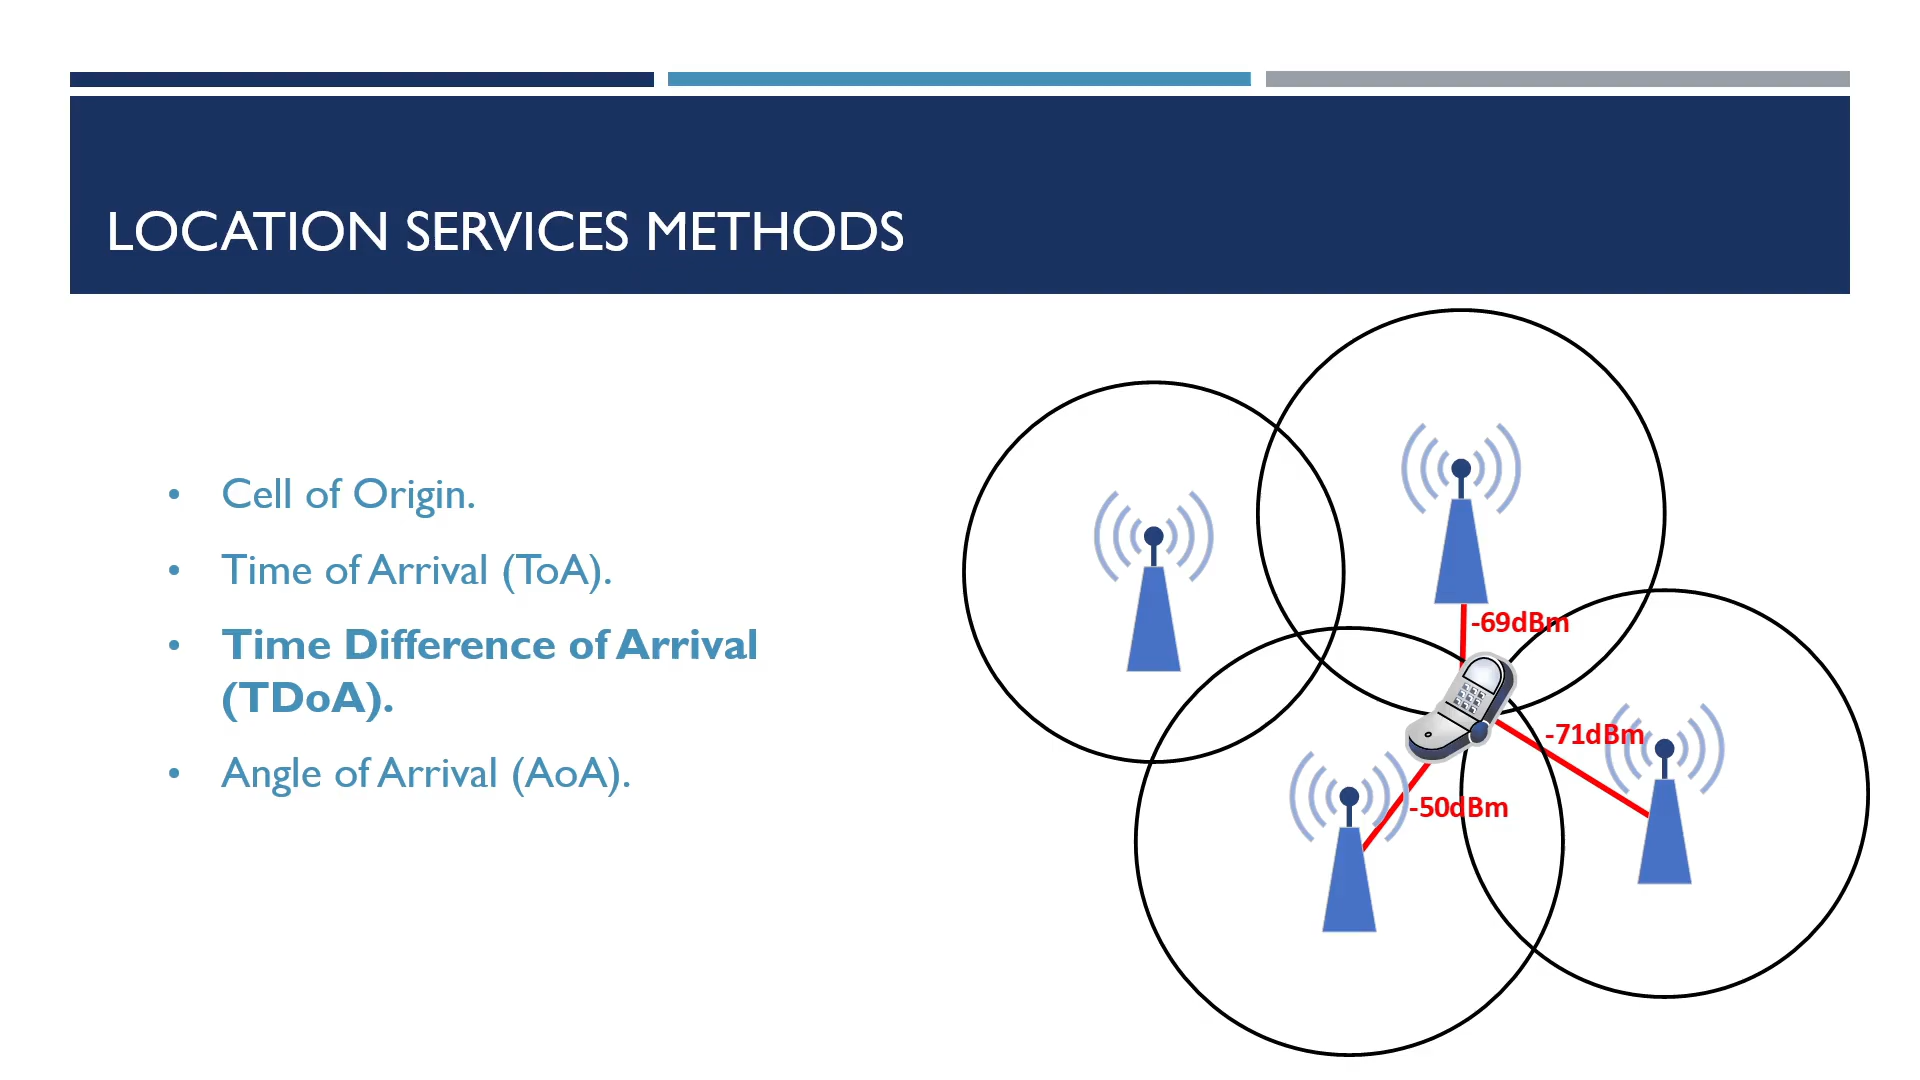 LOCATION SERVICES METHODS
• Cell of Origin.
• Time of Arrival (ToA).
• Time Difference of Arrival
(TDoA).
• Angle of Arrival (AoA).
-69dBm
-71dBm
-50dBm